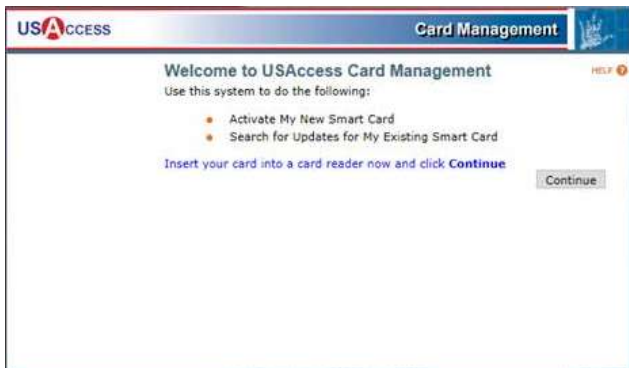 USAccess
Card Management
Welcome to USAccess Card Management
HELP ?
Use this system to do the following:
Activate My New Smart Card
Search for Updates for My Existing Smart Card
Insert your card into a card reader now and click Continue
Continue